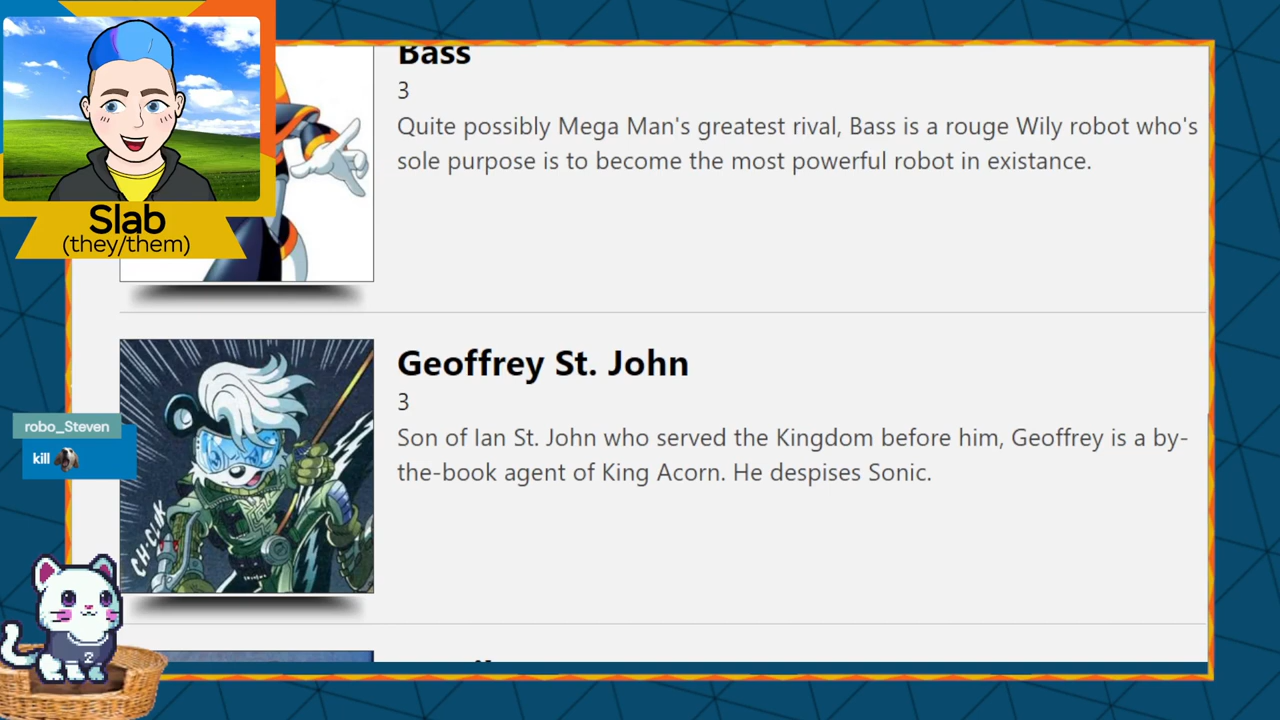 Slab
(they/them)
Bass
3
Quite possibly Mega Man's greatest rival, Bass is a rouge Wily robot who's
sole purpose is to become the most powerful robot in existance.
Geoffrey St. John
3
Son of Ian St. John who served the Kingdom before him, Geoffrey is a by-
the-book agent of King Acorn. He despises Sonic.
CH-CLIK
robo_Steven
kill
2